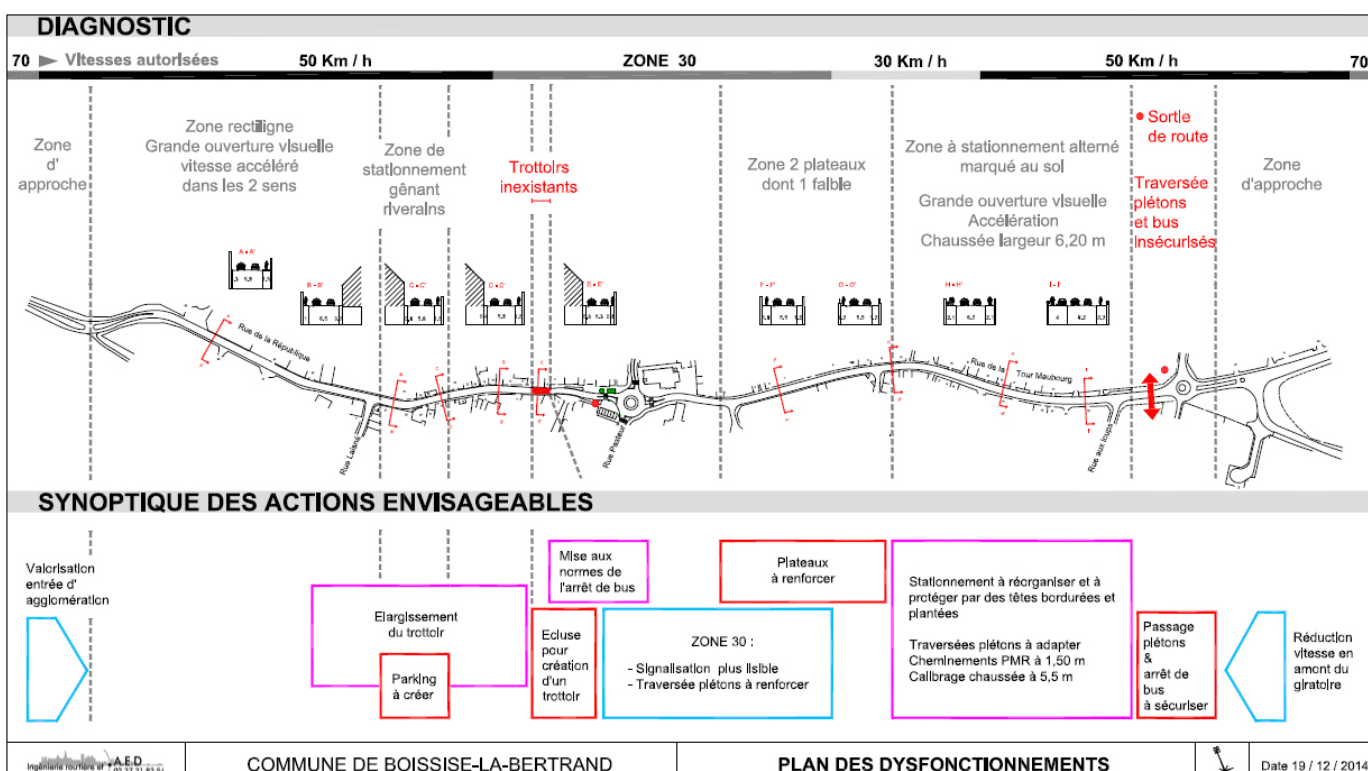 DIAGNOSTIC
70 Vitesses autorisées 50 Km / h ZONE 30 30 Km / h 50 Km / h 70
Zone
d'
approche
Zone rectiligne
Grande ouverture visuelle
vitesse accéléré
dans les 2 sens
Zone de
stationnement
gênant
riverains
Trottoirs
inexistants
Zone 2 plateaux
dont 1 faible
Zone à stationnement alterné
marqué au sol
Grande ouverture visuelle
Accélération
Chaussée largeur 6,20 m
Sortie
de route
Traversée
piétons
et bus
insécurisés
Zone
d'approche
A - A'
B - B'
C - C'
E - E'
F - F'
G - G'
H - H'
I - I'
Rue de la République
Rue Pasteur
Rue de la Tour Maubourg
Rue aux loups
SYNOPTIQUE DES ACTIONS ENVISAGEABLES
Valorisation
entrée d'
agglomération
Elargissement
du trottoir
Parking
à créer
Mise aux
normes de
l'arrêt de bus
Ecluse
pour
création
d'un
trottoir
ZONE 30 :
- Signalisation plus lisible
- Traversée piétons à renforcer
Plateaux
à renforcer
Stationnement à réorganiser et à
protéger par des têtes bordurées et
plantées
Traversées piétons à adapter
Cheminements PMR à 1,50 m
Calibrage chaussée à 5,5 m
Passage
piétons
&
arrêt de
bus
à sécuriser
Réduction
vitesse en
amont du
giratoire
A.E.D
COMMUNE DE BOISSISE-LA-BERTRAND
PLAN DES DYSFONCTIONNEMENTS
Date 19 / 12 / 2014